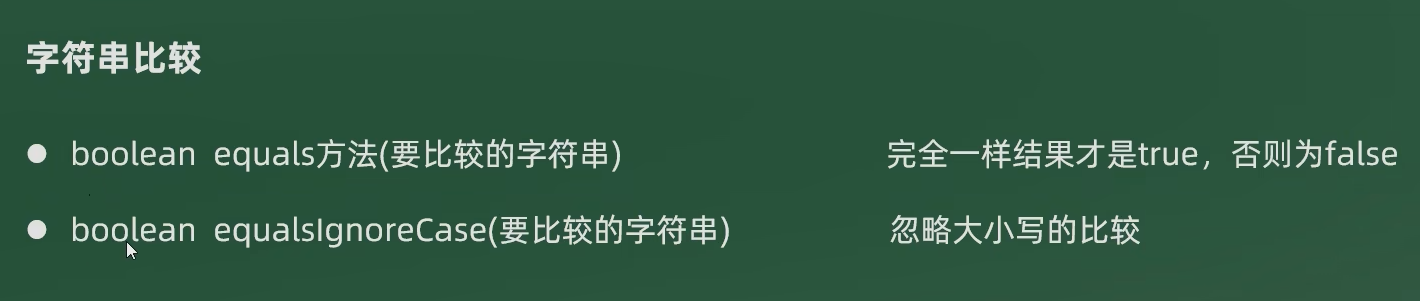 字符串比较
● boolean equals方法(要比较的字符串) 完全一样结果才是true，否则为false
● boolean equalsIgnoreCase(要比较的字符串) 忽略大小写的比较